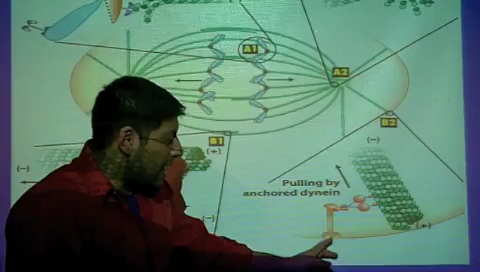 A1
A2
B2
B1
(+)
(−)
(−)
Pulling by
anchored dynein
(−)
(+)